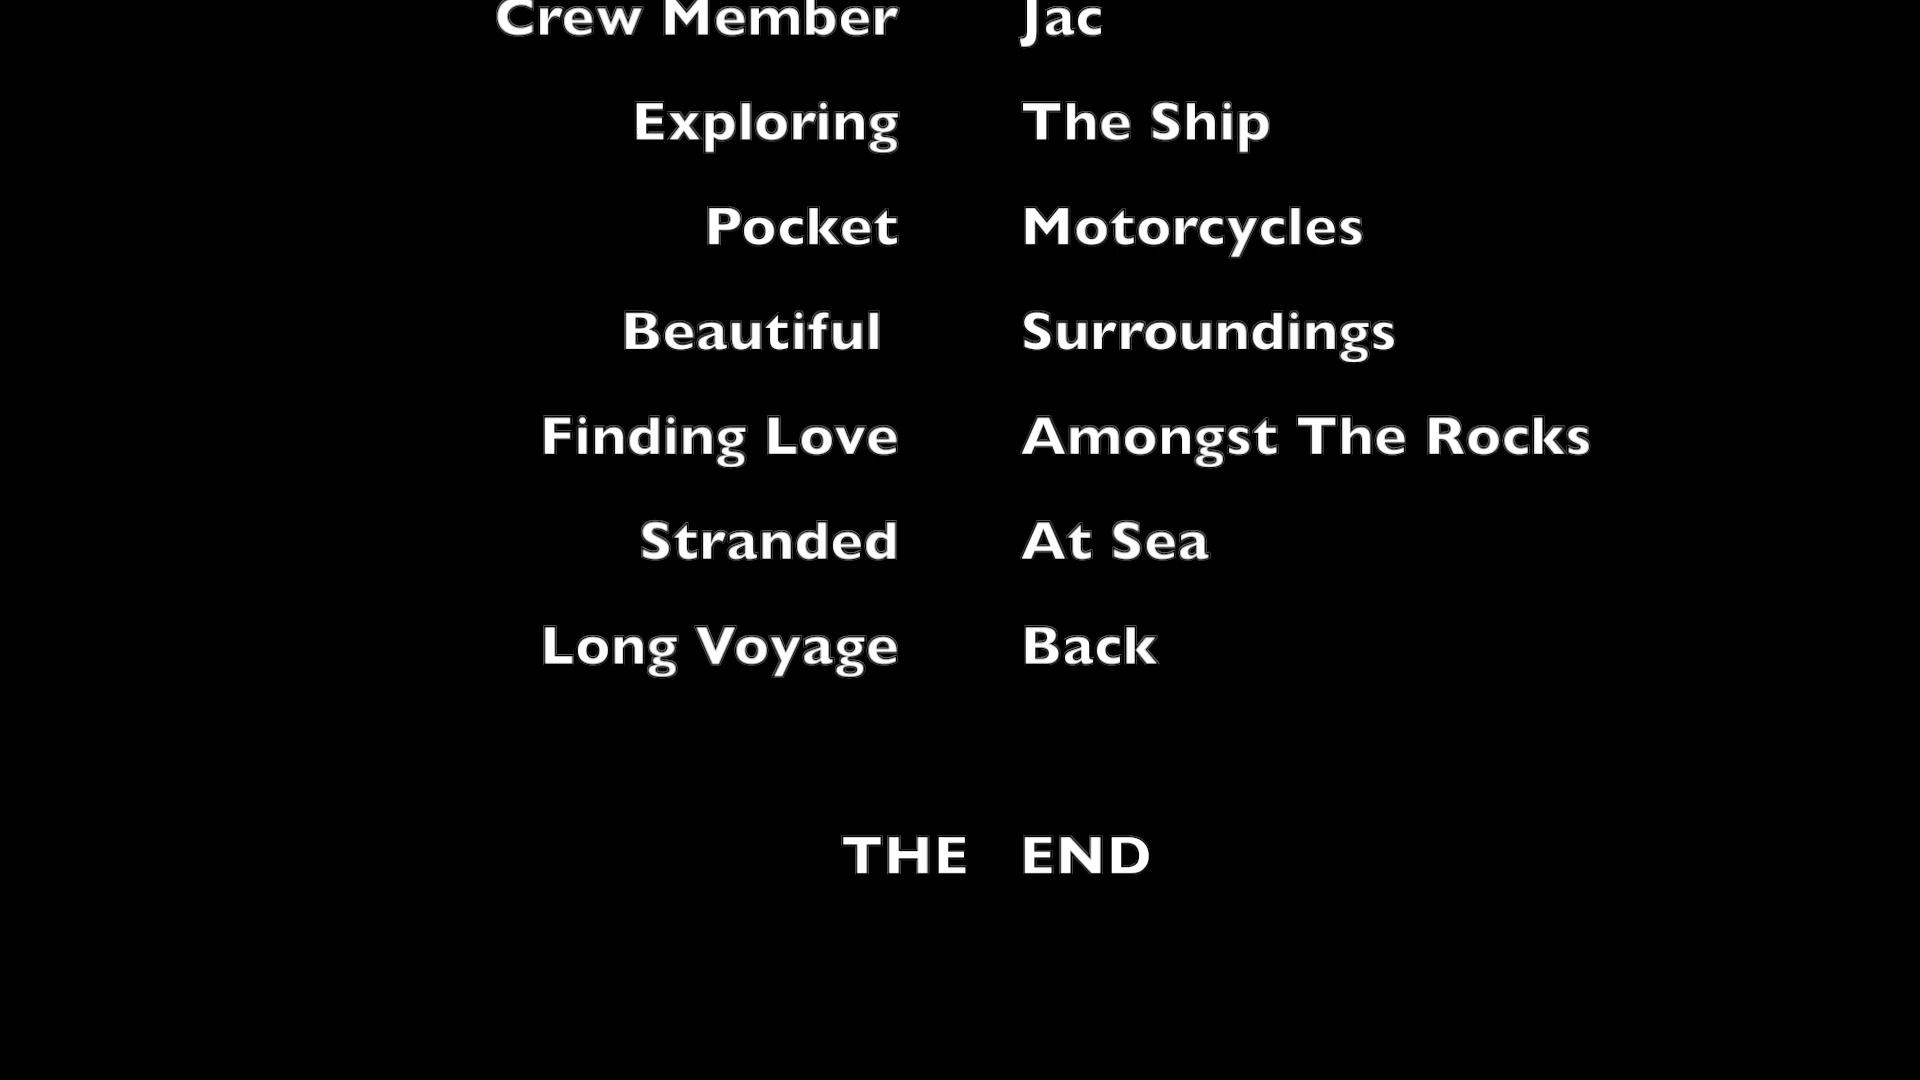 Crew Member Jac
Exploring The Ship
Pocket Motorcycles
Beautiful Surroundings
Finding Love Amongst The Rocks
Stranded At Sea
Long Voyage Back
THE END